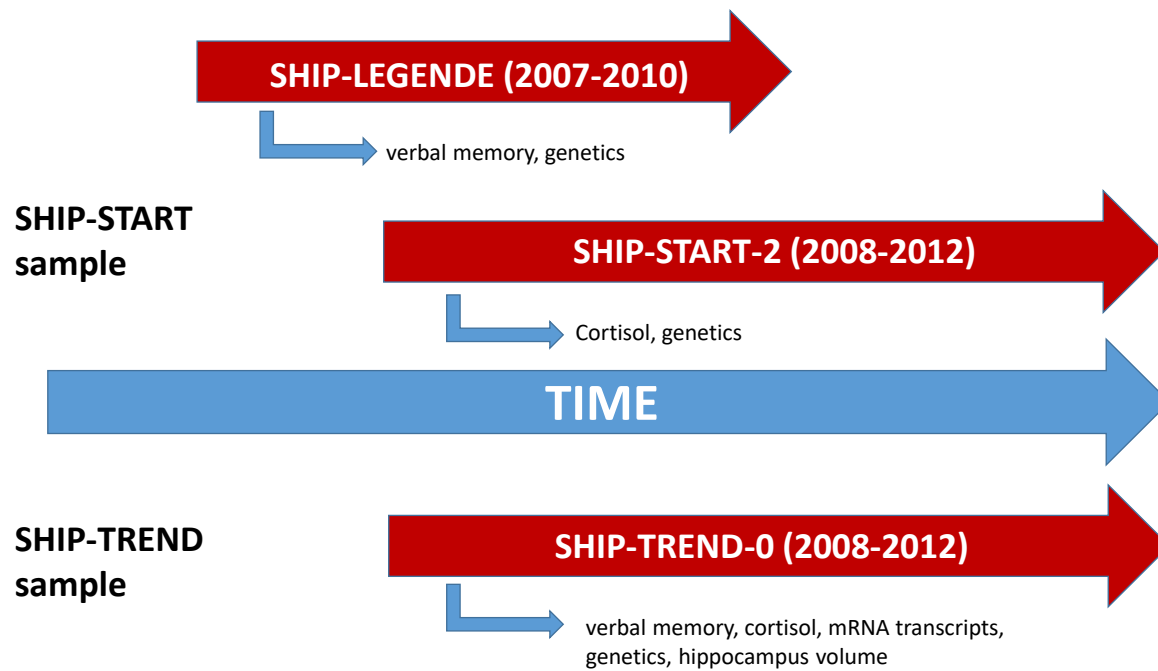 SHIP-LEGENDE (2007-2010)
verbal memory, genetics
SHIP-START
sample
SHIP-START-2 (2008-2012)
Cortisol, genetics
TIME
SHIP-TREND
sample
SHIP-TREND-0 (2008-2012)
verbal memory, cortisol, mRNA transcripts,
genetics, hippocampus volume